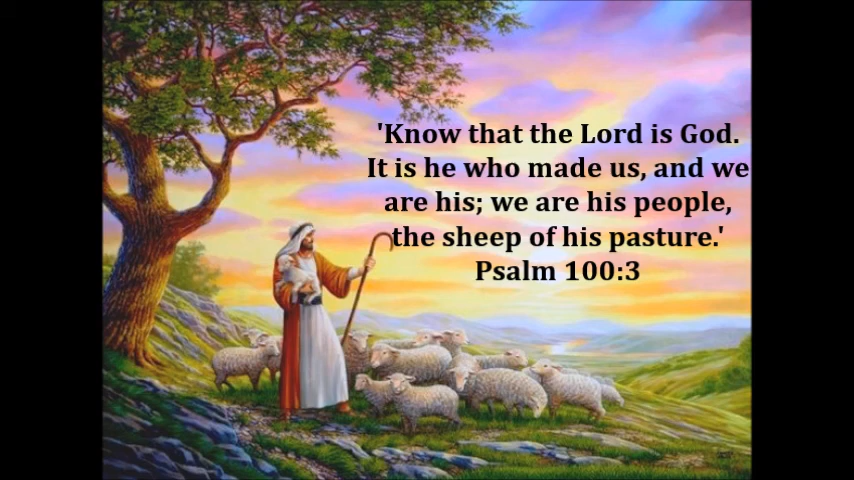 'Know that the Lord is God.
It is he who made us, and we
are his; we are his people,
the sheep of his pasture.'
Psalm 100:3